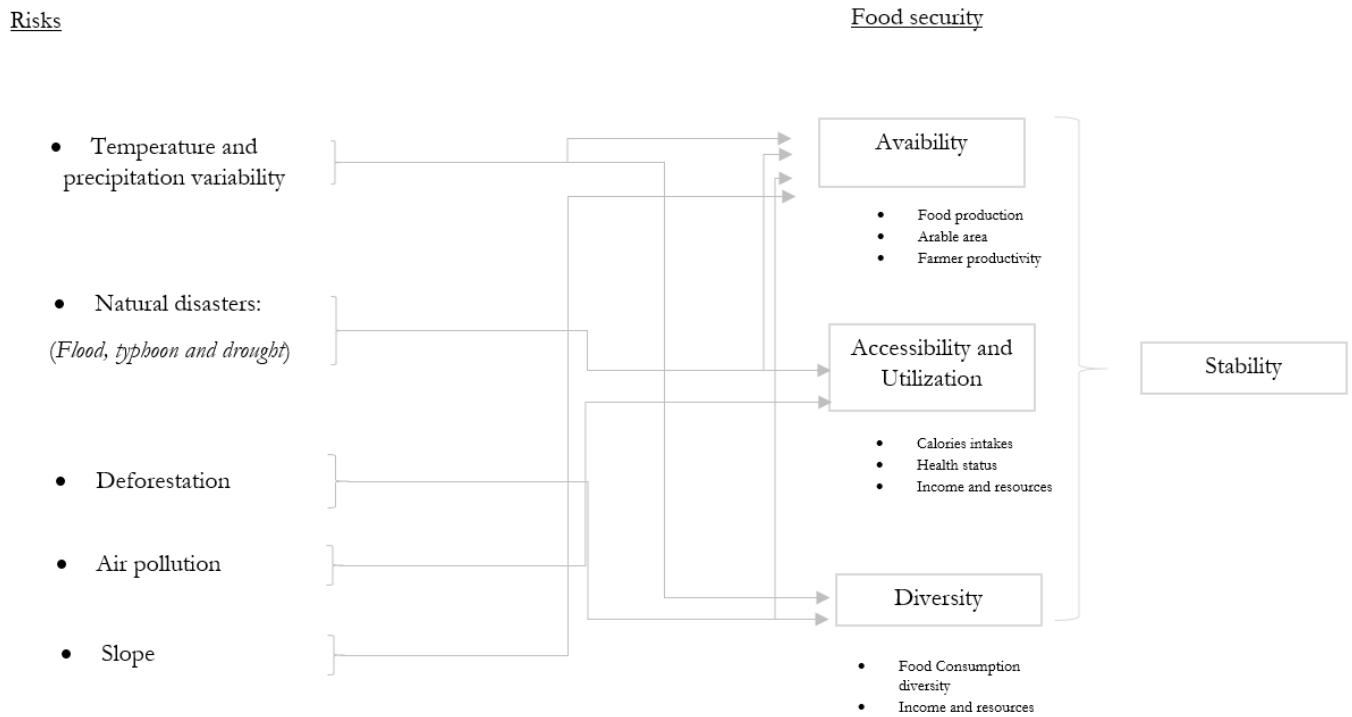 Risks
Food security
• Temperature and
precipitation variability
• Natural disasters:
(Flood, typhoon and drought)
• Deforestation
• Air pollution
• Slope
Avaibility
• Food production
• Arable area
• Farmer productivity
Accessibility and
Utilization
• Calories intakes
• Health status
• Income and resources
Diversity
• Food Consumption
diversity
• Income and resources
Stability